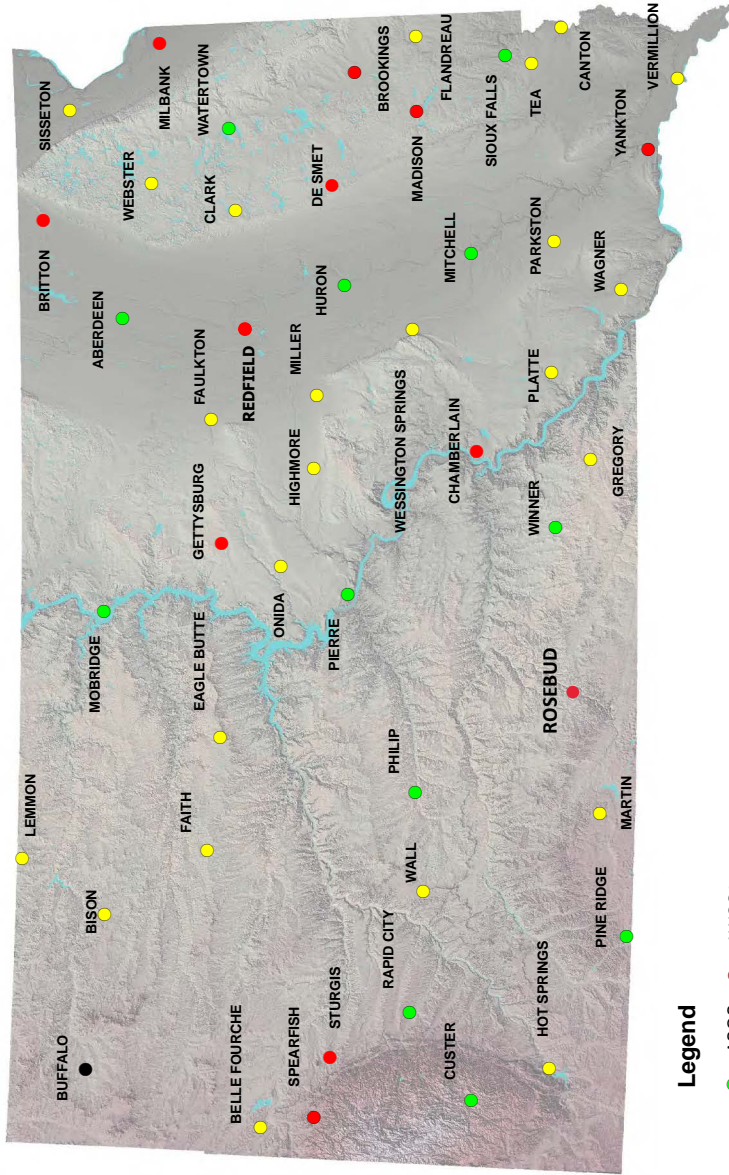 LEMMON
BUFFALO
BISON
MOBRIDGE
BRITTON
SISSETON
MILBANK
ABERDEEN
WEBSTER
WATERTOWN
CLARK
FAITH
EAGLE BUTTE
GETTYSBURG
FAULKTON
REDFIELD
BELLE FOURCHE
SPEARFISH
STURGIS
ONIDA
HIGHMORE
MILLER
HURON
DE SMET
BROOKINGS
PIERRE
RAPID CITY
WALL
PHILIP
WESSINGTON SPRINGS
MADISON
FLANDREAU
CUSTER
CHAMBERLAIN
MITCHELL
SIOUX FALLS
TEA
CANTON
HOT SPRINGS
ROSEBUD
WINNER
PLATTE
PARKSTON
PINE RIDGE
MARTIN
GREGORY
WAGNER
YANKTON
VERMILLION
Legend